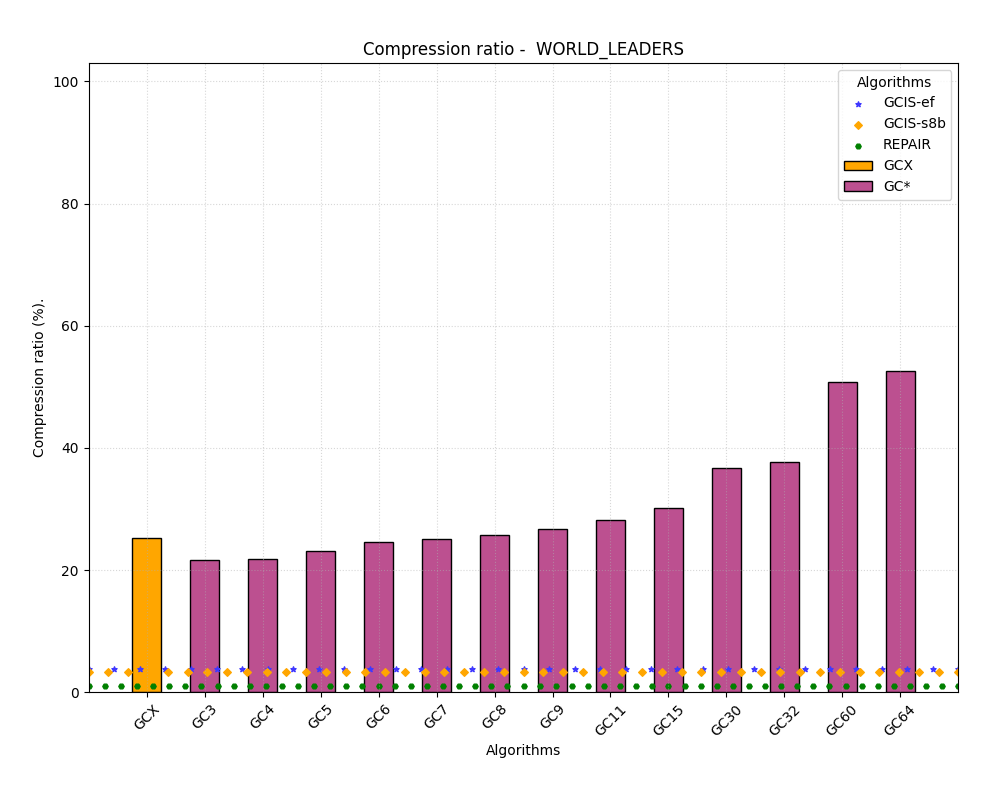 Compression ratio -  WORLD_LEADERS
Algorithms
GCIS-ef
GCIS-s8b
REPAIR
GCX
GC*
100
80
60
40
20
0
Compression ratio (%).
GCX GC3 GC4 GC5 GC6 GC7 GC8 GC9 GC11 GC15 GC30 GC32 GC60 GC64
Algorithms